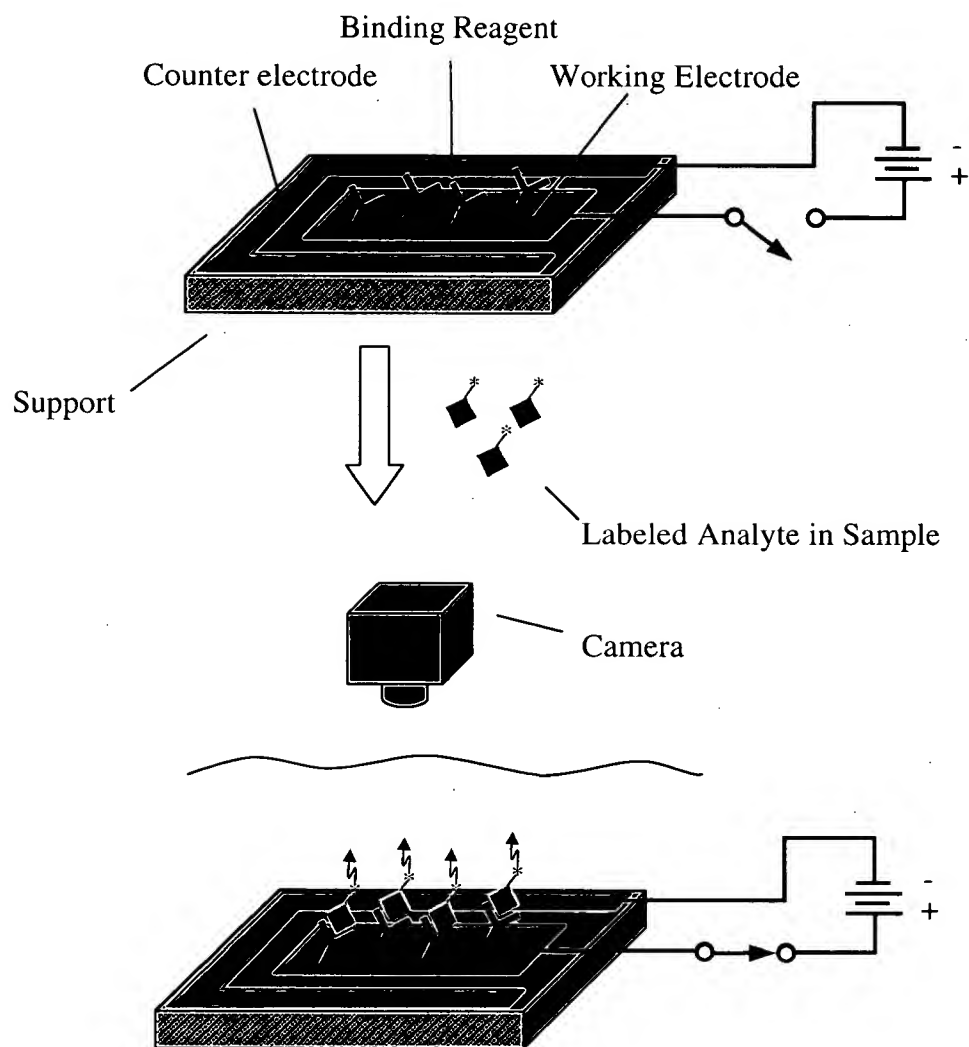 Binding Reagent
Counter electrode
Working Electrode
-
+
Support
* *
*
Labeled Analyte in Sample
Camera
* * * *
-
+